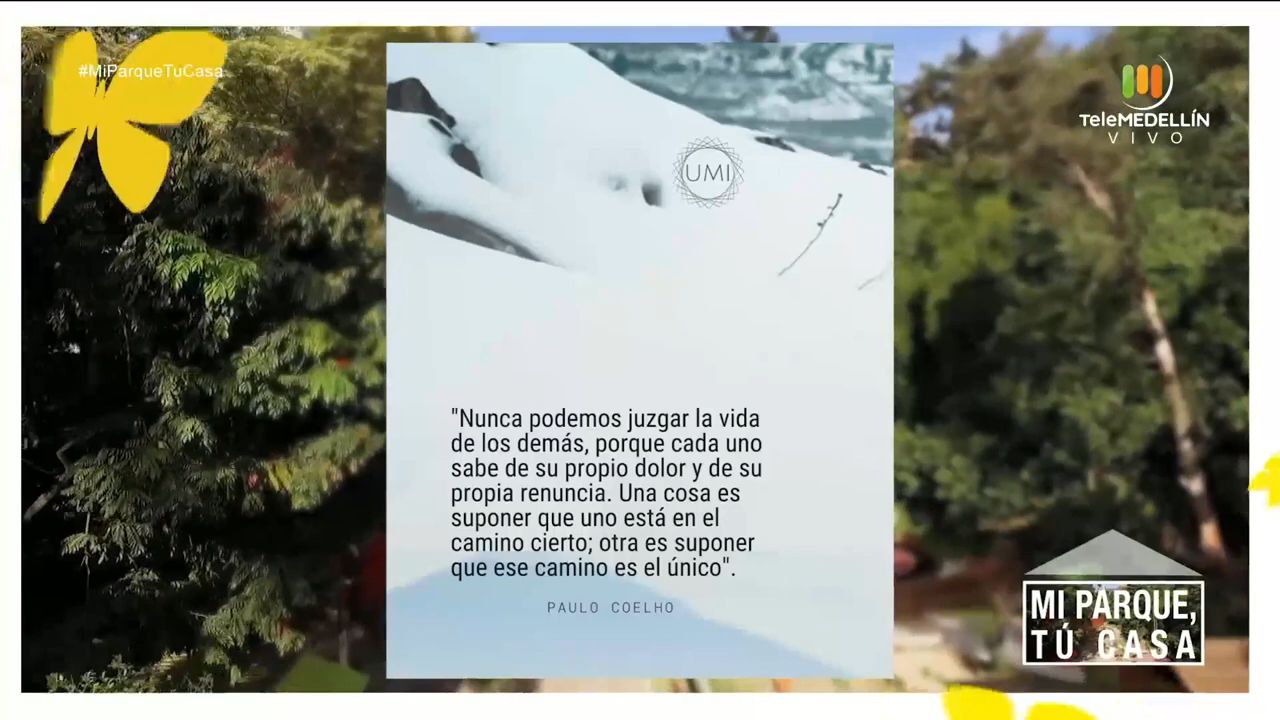 #MiParqueTuCasa
TeleMEDELLÍN
VIVO
UMI
"Nunca podemos juzgar la vida
de los demás, porque cada uno
sabe de su propio dolor y de su
propia renuncia. Una cosa es
suponer que uno está en el
camino cierto; otra es suponer
que ese camino es el único".
PAULO COELHO
MI PARQUE,
TÚ CASA